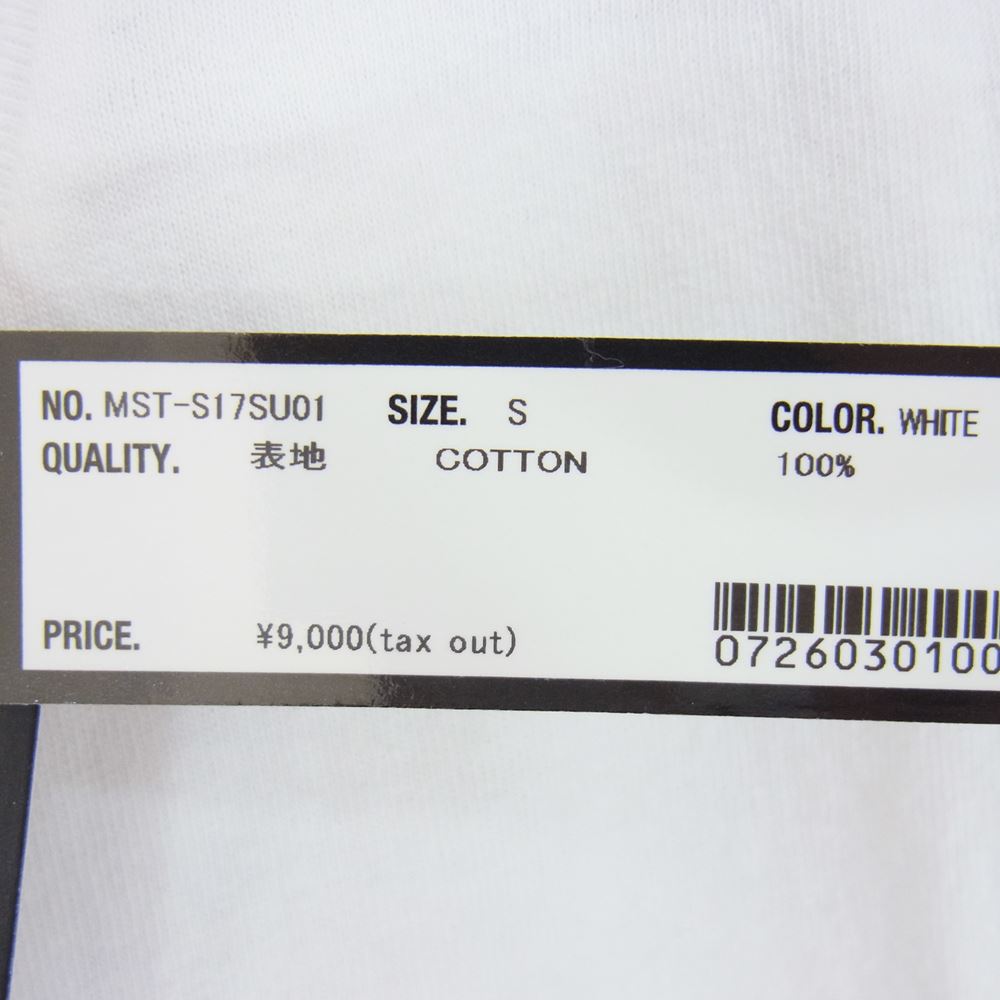 NO. MST-S17SU01 SIZE. S COLOR. WHITE
QUALITY. 表地 COTTON 100%
PRICE. ¥9,000(tax out)
0726030100